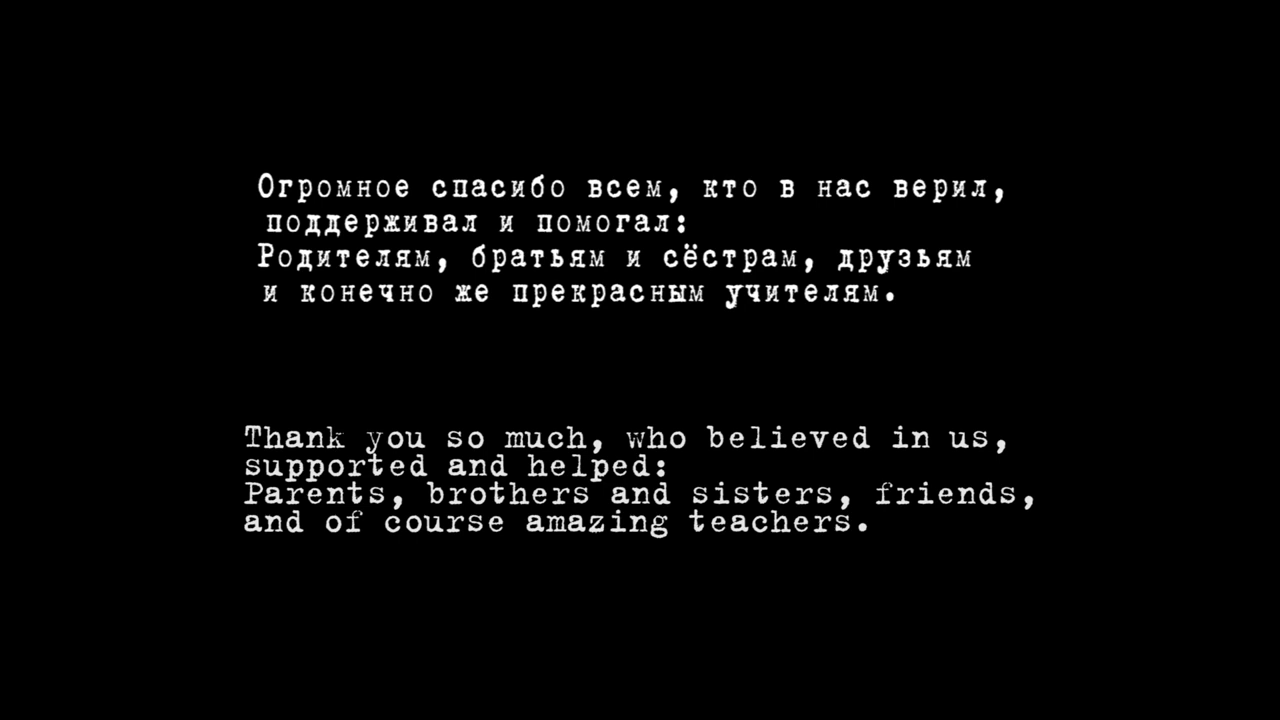 Огромное спасибо всем, кто в нас верил,
поддерживал и помогал:
Родителям, братьям и сёстрам, друзьям
и конечно же прекрасным учителям.
Thank you so much, who believed in us,
supported and helped:
Parents, brothers and sisters, friends,
and of course amazing teachers.